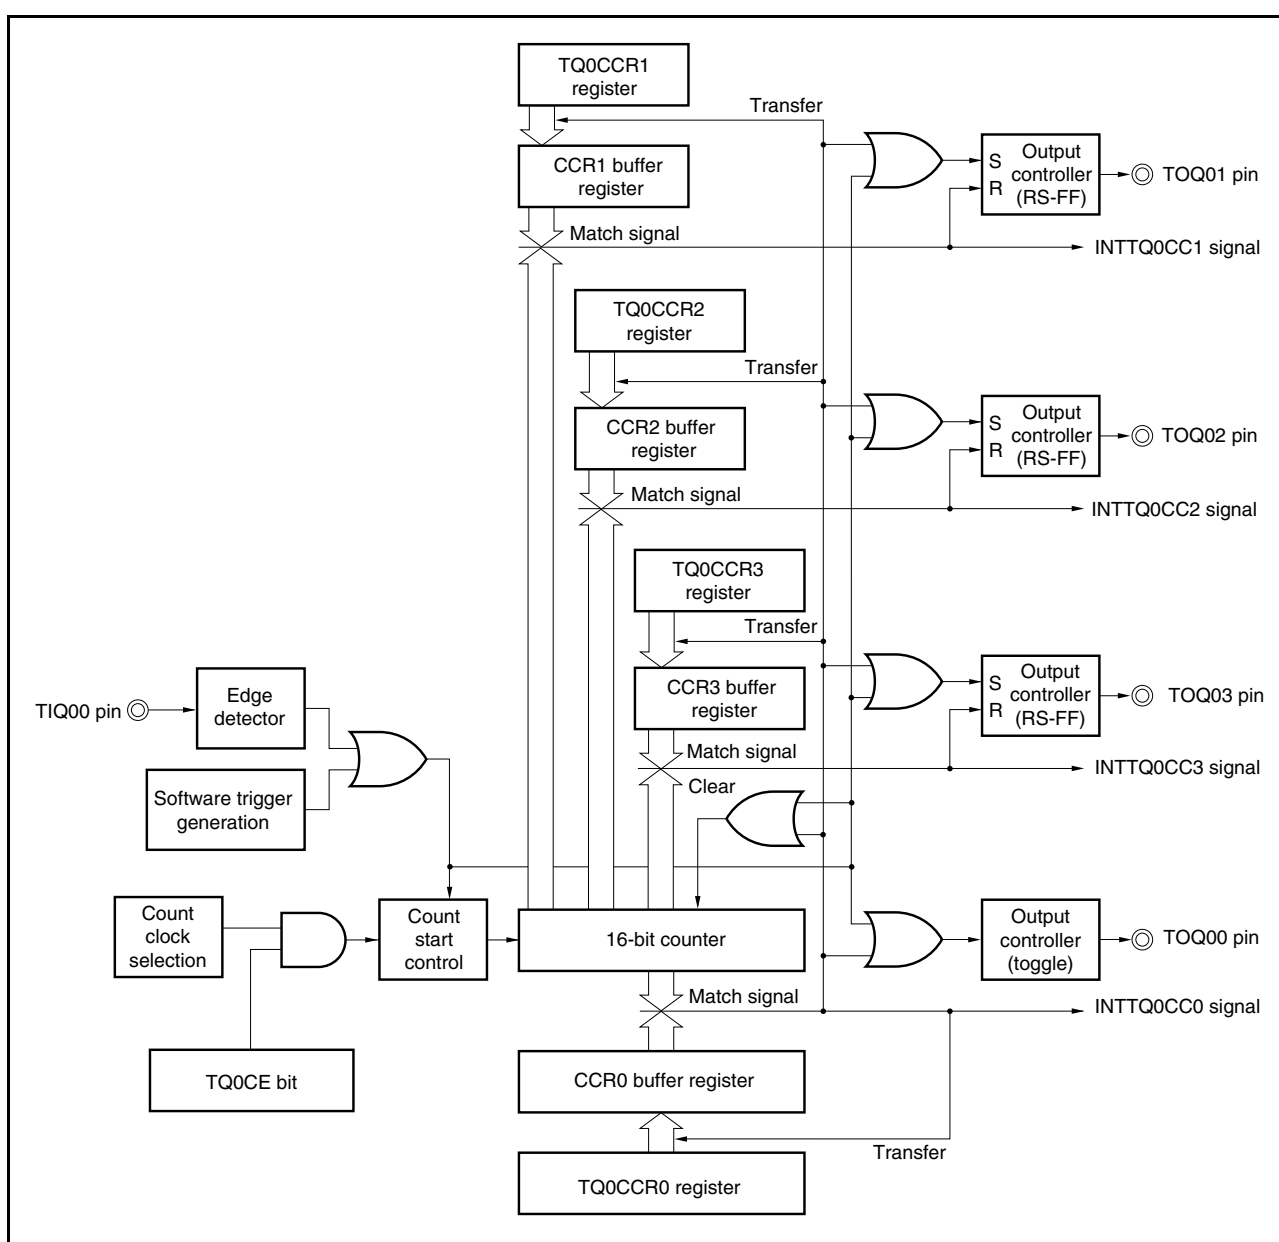 TQ0CCR1
register
Transfer
CCR1 buffer
register
S
R
Output
controller
(RS-FF)
TOQ01 pin
Match signal
INTTQ0CC1 signal
TQ0CCR2
register
Transfer
CCR2 buffer
register
S
R
Output
controller
(RS-FF)
TOQ02 pin
Match signal
INTTQ0CC2 signal
TQ0CCR3
register
Transfer
CCR3 buffer
register
S
R
Output
controller
(RS-FF)
TOQ03 pin
TIQ00 pin
Edge
detector
Match signal
INTTQ0CC3 signal
Clear
Software trigger
generation
Count
clock
selection
Count
start
control
16-bit counter
Output
controller
(toggle)
TOQ00 pin
Match signal
INTTQ0CC0 signal
TQ0CE bit
CCR0 buffer register
Transfer
TQ0CCR0 register